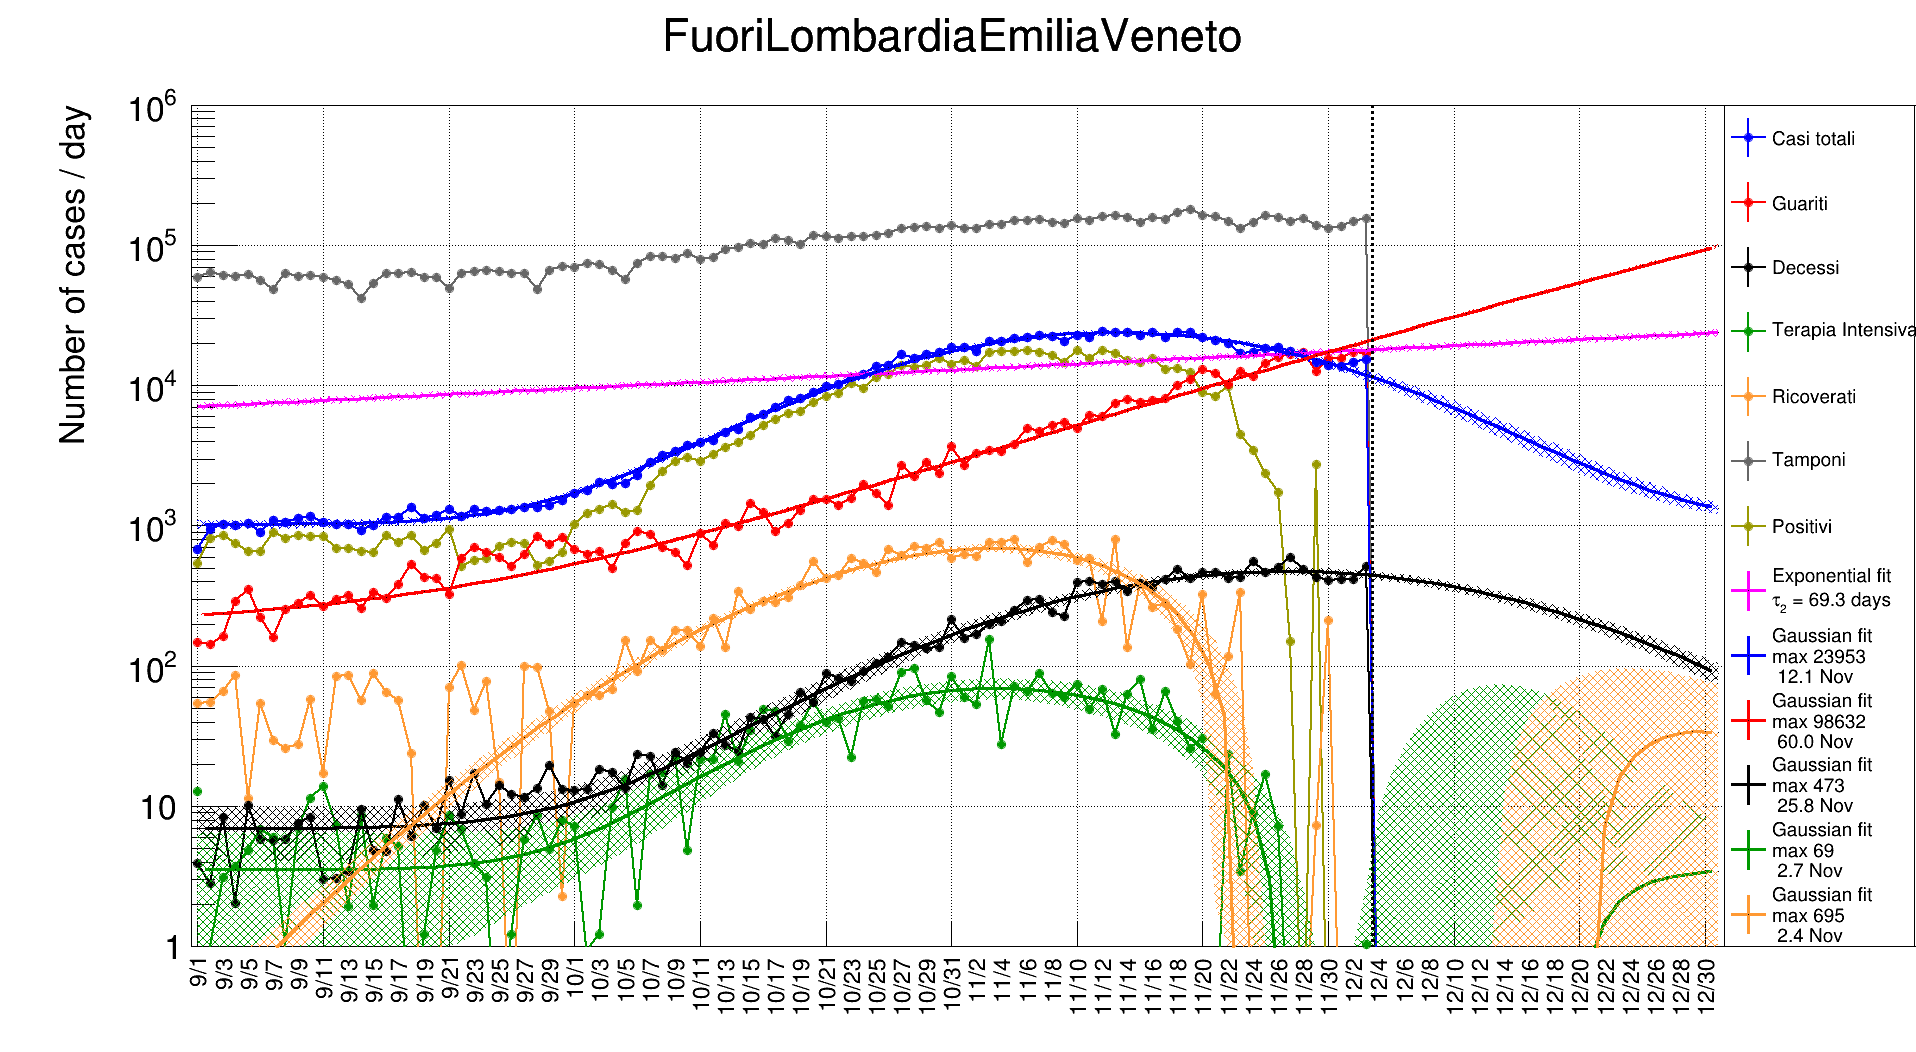 FuoriLombardiaEmiliaVeneto
Number of cases / day
10^6
10^5
10^4
10^3
10^2
10
1
9/1
9/3
9/5
9/7
9/9
9/11
9/13
9/15
9/17
9/19
9/21
9/23
9/25
9/27
9/29
10/1
10/3
10/5
10/7
10/9
10/11
10/13
10/15
10/17
10/19
10/21
10/23
10/25
10/27
10/29
10/31
11/2
11/4
11/6
11/8
11/10
11/12
11/14
11/16
11/18
11/20
11/22
11/24
11/26
11/28
11/30
12/2
12/4
12/6
12/8
12/10
12/12
12/14
12/16
12/18
12/20
12/22
12/24
12/26
12/28
12/30
Casi totali
Guariti
Decessi
Terapia Intensiva
Ricoverati
Tamponi
Positivi
Exponential fit
τ_2 = 69.3 days
Gaussian fit
max 23953
12.1 Nov
Gaussian fit
max 98632
60.0 Nov
Gaussian fit
max 473
25.8 Nov
Gaussian fit
max 69
2.7 Nov
Gaussian fit
max 695
2.4 Nov